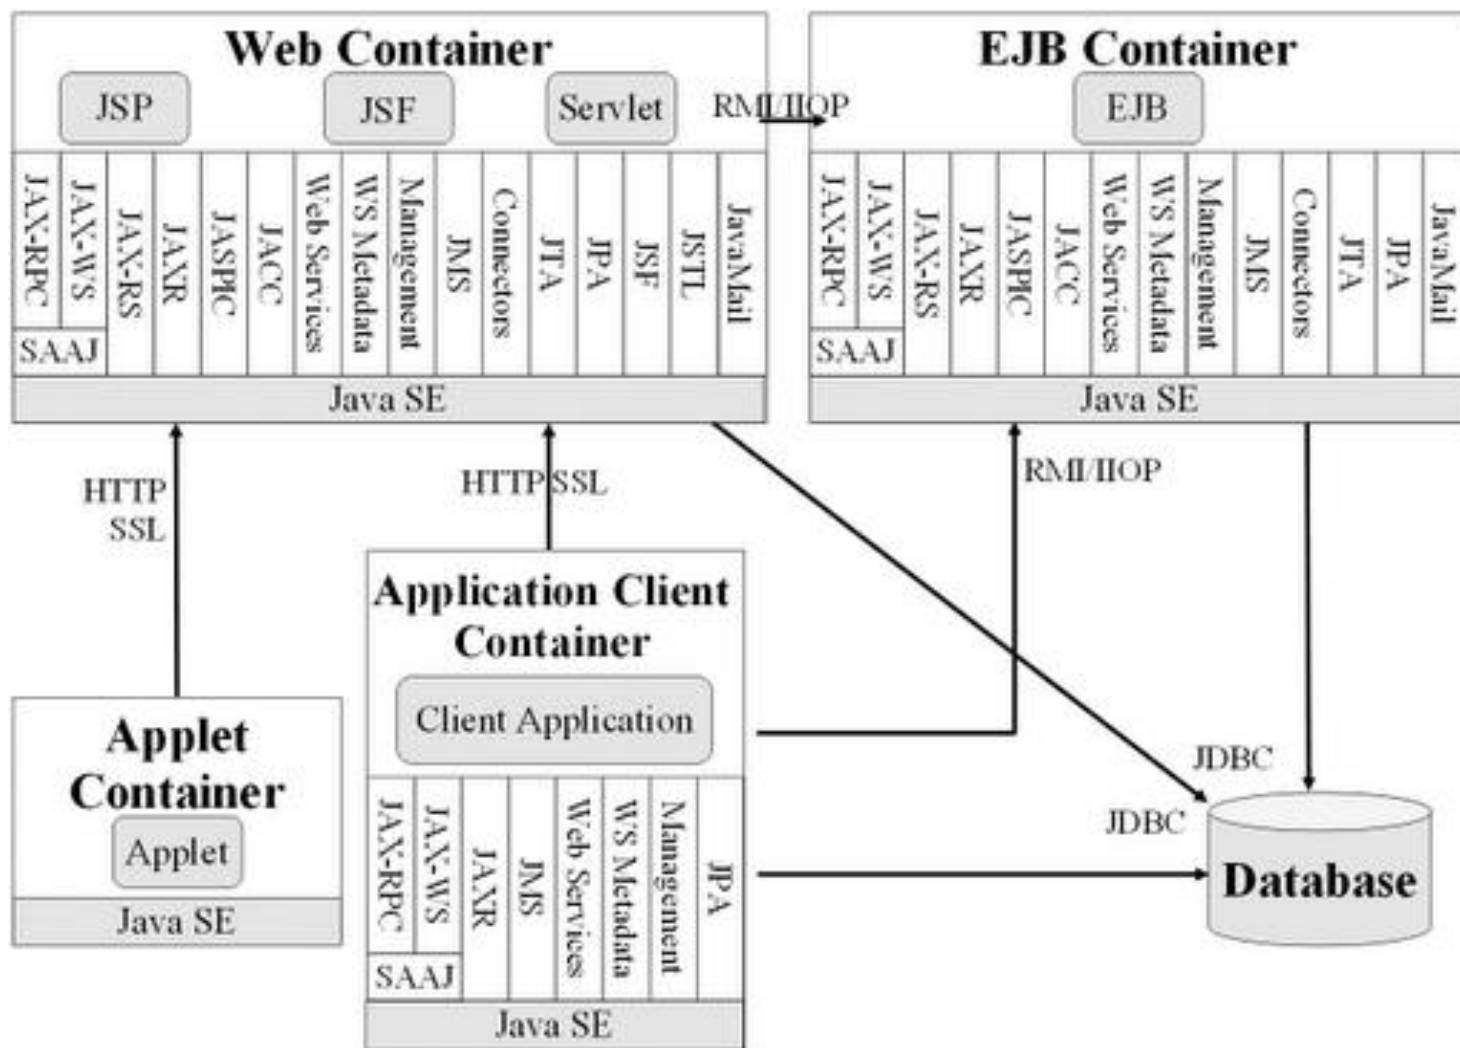 Web Container
JSP
JSF
Servlet
RMI/IIOP
JAX-RPC
JAX-WS
SAAJ
JAX-RS
JAXR
JASPIC
JACC
Web Services
WS Metadata
Management
JMS
Connectors
JTA
JPA
JSF
JSTL
JavaMail
Java SE
EJB Container
EJB
JAX-RPC
JAX-WS
SAAJ
JAX-RS
JAXR
JASPIC
JACC
Web Services
WS Metadata
Management
JMS
Connectors
JTA
JPA
JavaMail
Java SE
HTTP
SSL
HTTP SSL
RMI/IIOP
Application Client
Container
Client Application
JAX-RPC
JAX-WS
SAAJ
JAXR
JMS
Web Services
WS Metadata
Management
JPA
Java SE
Applet
Container
Applet
Java SE
JDBC
JDBC
Database